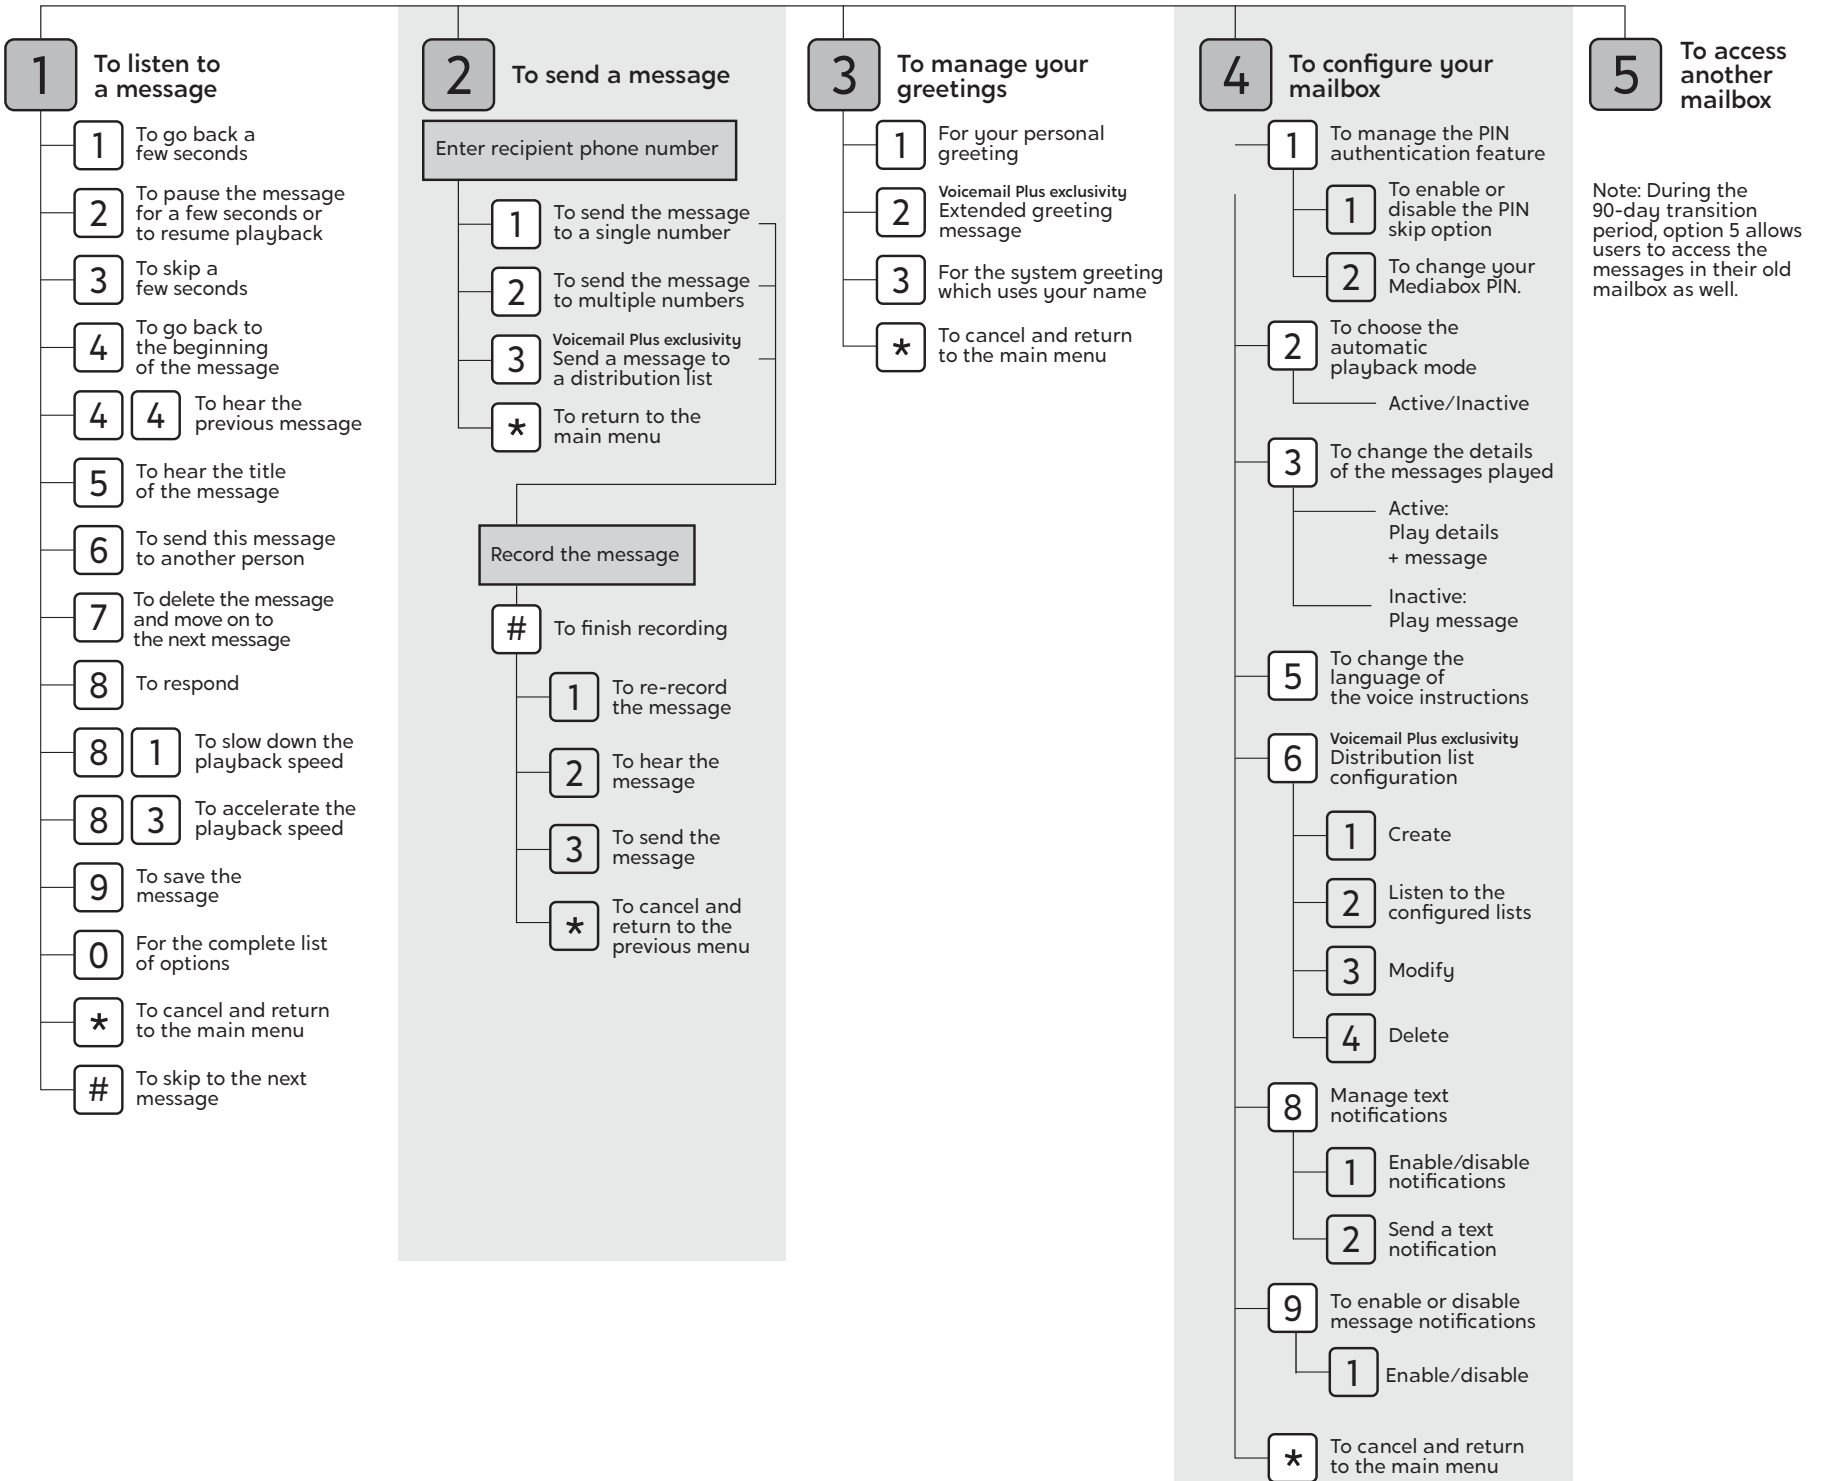 1
To listen to
a message
1
To go back a
few seconds
2
To pause the message
for a few seconds or
to resume playback
3
To skip a
few seconds
4
To go back to
the beginning
of the message
4 4
To hear the
previous message
5
To hear the title
of the message
6
To send this message
to another person
7
To delete the message
and move on to
the next message
8
To respond
8 1
To slow down the
playback speed
8 3
To accelerate the
playback speed
9
To save the
message
0
For the complete list
of options
*
To cancel and return
to the main menu
#
To skip to the next
message
2
To send a message
Enter recipient phone number
1
To send the message
to a single number
2
To send the message
to multiple numbers
3
Voicemail Plus exclusivity
Send a message to
a distribution list
*
To return to the
main menu
Record the message
#
To finish recording
1
To re-record
the message
2
To hear the
message
3
To send the
message
*
To cancel and
return to the
previous menu
3
To manage your
greetings
1
For your personal
greeting
2
Voicemail Plus exclusivity
Extended greeting
message
3
For the system greeting
which uses your name
*
To cancel and return
to the main menu
4
To configure your
mailbox
1
To manage the PIN
authentication feature
1
To enable or
disable the PIN
skip option
2
To change your
Mediabox PIN.
2
To choose the
automatic
playback mode
Active/Inactive
3
To change the details
of the messages played
Active:
Play details
+ message
Inactive:
Play message
5
To change the
language of
the voice instructions
6
Voicemail Plus exclusivity
Distribution list
configuration
1
Create
2
Listen to the
configured lists
3
Modify
4
Delete
8
Manage text
notifications
1
Enable/disable
notifications
2
Send a text
notification
9
To enable or disable
message notifications
1
Enable/disable
*
To cancel and return
to the main menu
5
To access
another
mailbox
Note: During the
90-day transition
period, option 5 allows
users to access the
messages in their old
mailbox as well.